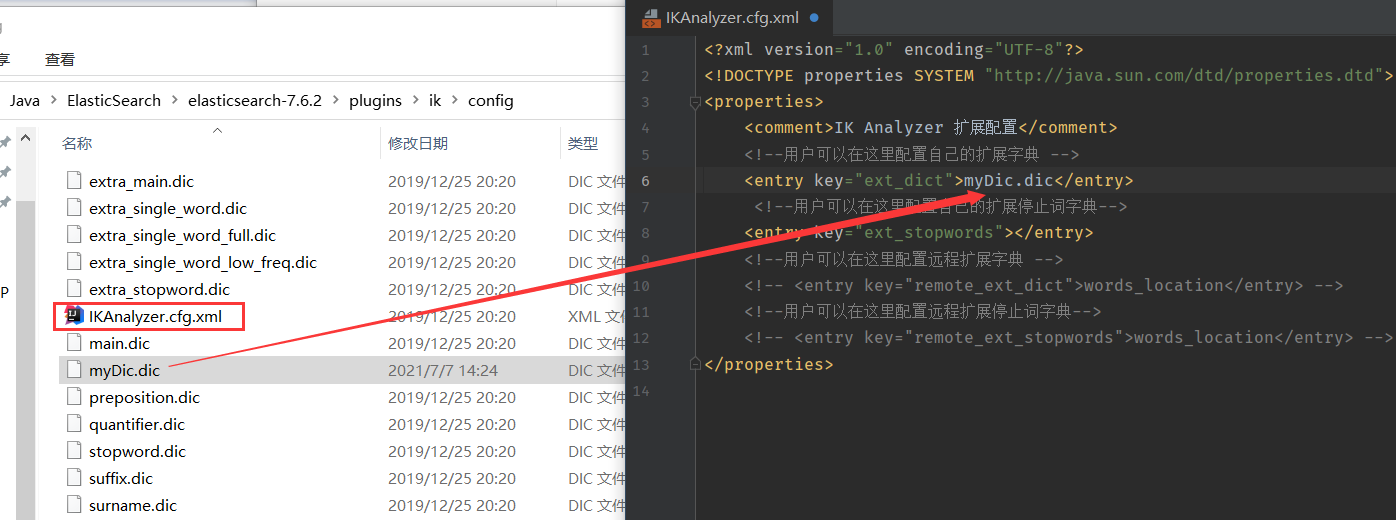 查看
Java > ElasticSearch > elasticsearch-7.6.2 > plugins > ik > config
名称 修改日期 类型
extra_main.dic 2019/12/25 20:20 DIC 文件
extra_single_word.dic 2019/12/25 20:20 DIC 文件
extra_single_word_full.dic 2019/12/25 20:20 DIC 文件
extra_single_word_low_freq.dic 2019/12/25 20:20 DIC 文件
extra_stopword.dic 2019/12/25 20:20 DIC 文件
IKAnalyzer.cfg.xml 2019/12/25 20:20 XML 文
main.dic 2019/12/25 20:20 DIC 文件
myDic.dic 2021/7/7 14:24 DIC 文件
preposition.dic 2019/12/25 20:20 DIC 文件
quantifier.dic 2019/12/25 20:20 DIC 文件
stopword.dic 2019/12/25 20:20 DIC 文件
suffix.dic 2019/12/25 20:20 DIC 文件
surname.dic 2019/12/25 20:20 DIC 文件
P
IKAnalyzer.cfg.xml
1 <?xml version="1.0" encoding="UTF-8"?>
2 <!DOCTYPE properties SYSTEM "http://java.sun.com/dtd/properties.dtd">
3 <properties>
4 <comment>IK Analyzer 扩展配置</comment>
5 <!--用户可以在这里配置自己的扩展字典 -->
6 <entry key="ext_dict">myDic.dic</entry>
7 <!--用户可以在这里配置自己的扩展停止词字典-->
8 <entry key="ext_stopwords"></entry>
9 <!--用户可以在这里配置远程扩展字典 -->
10 <!-- <entry key="remote_ext_dict">words_location</entry> -->
11 <!--用户可以在这里配置远程扩展停止词字典-->
12 <!-- <entry key="remote_ext_stopwords">words_location</entry> -->
13 </properties>
14